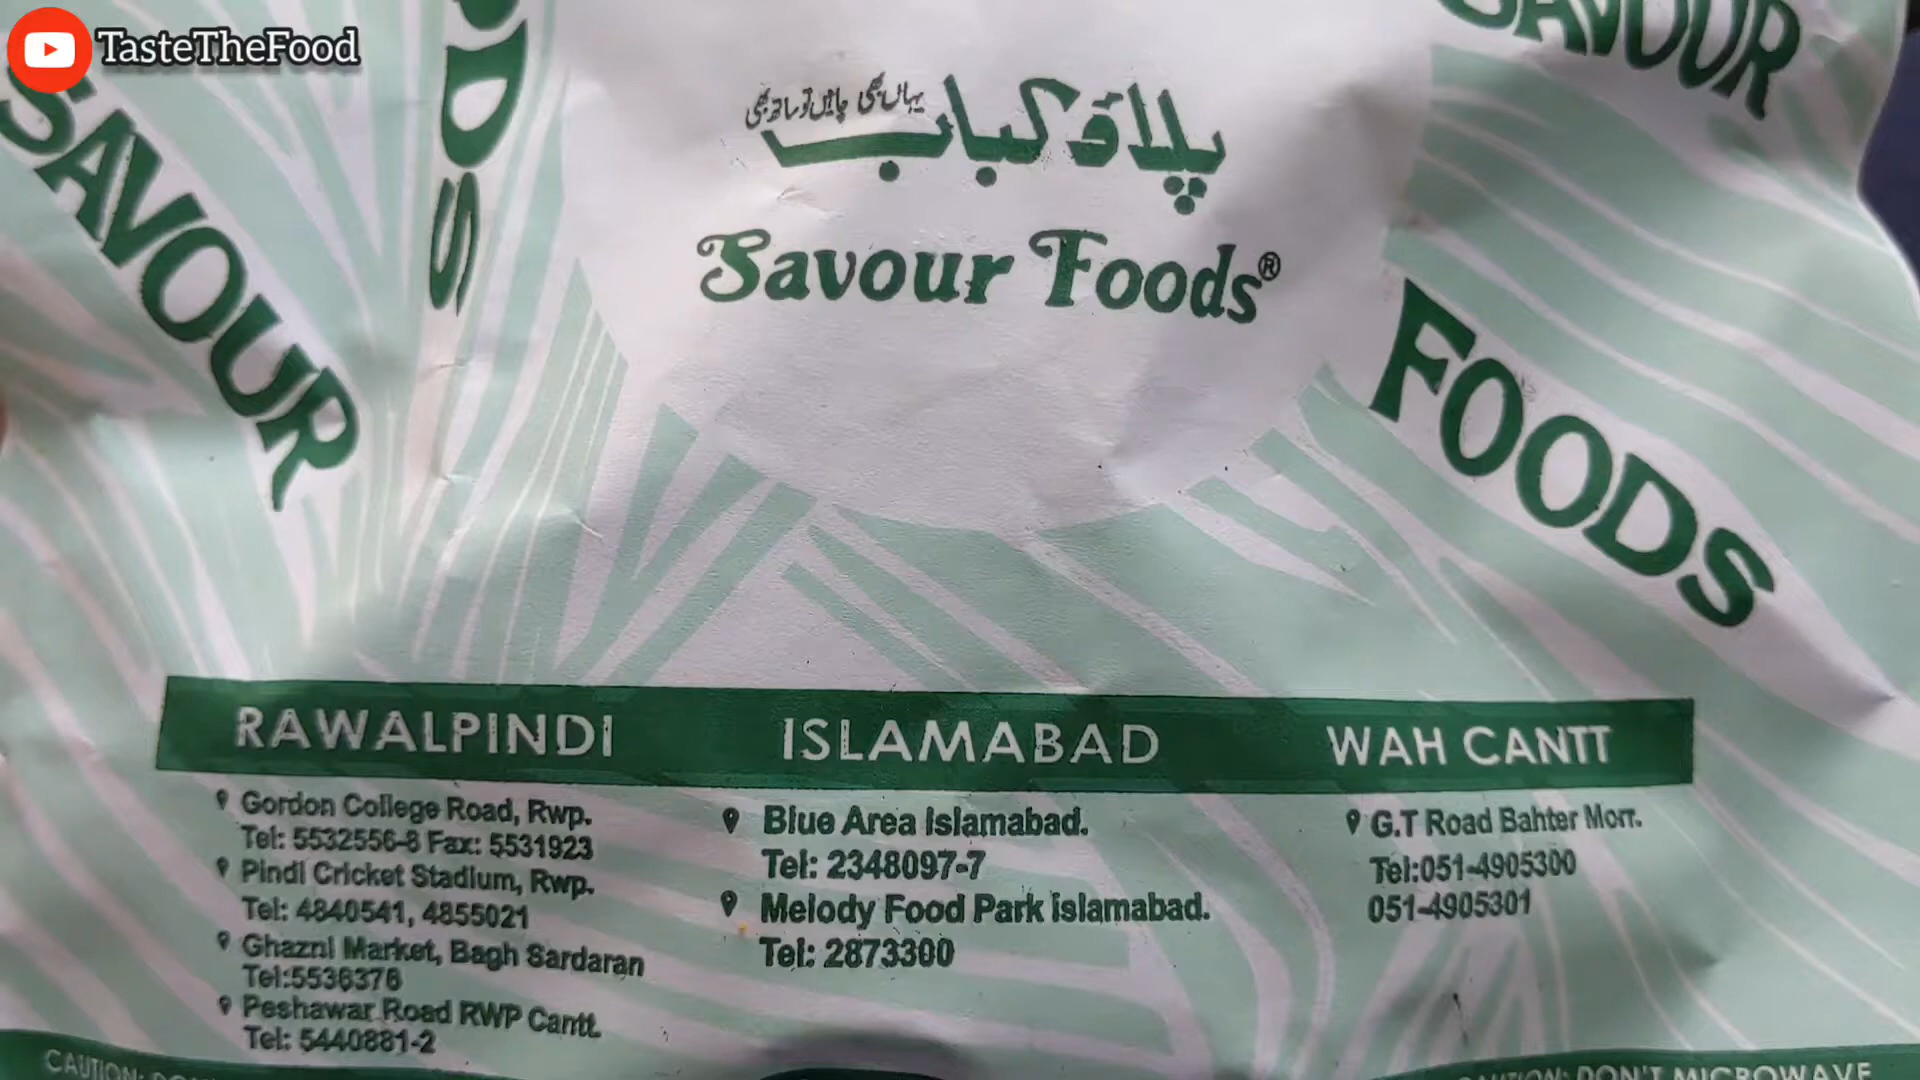 TasteTheFood
SAVOUR
DS
SAVOUR
FOODS
یہاں بھی چاہیں تو ساتھ بھی
پلاؤ کباب
Savour Foods®
RAWALPINDI
Gordon College Road, Rwp.
Tel: 5532556-8 Fax: 5531923
Pindi Cricket Stadium, Rwp.
Tel: 4840541, 4855021
Ghazni Market, Bagh Sardaran
Tel:5536376
Peshawar Road RWP Cantt.
Tel: 5440881-2
ISLAMABAD
Blue Area Islamabad.
Tel: 2348097-7
Melody Food Park islamabad.
Tel: 2873300
WAH CANTT
G.T Road Bahter Morr.
Tel:051-4905300
051-4905301
CAUTION:
CAUTION: DON'T MICROWAVE